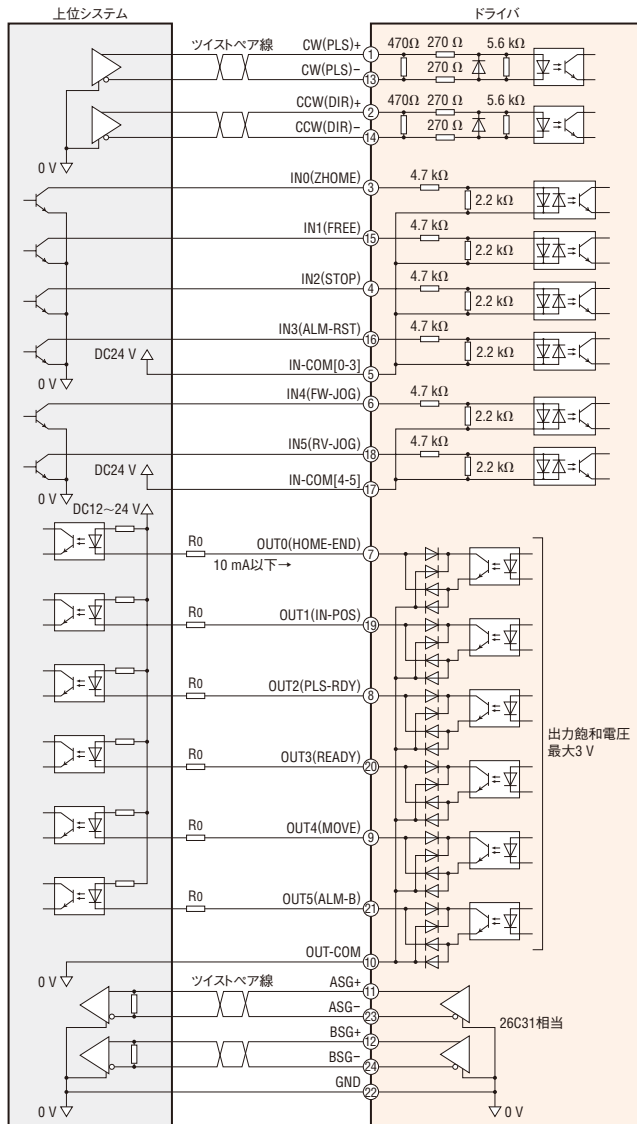 上位システム
ドライバ
ツイストペア線
CW(PLS)+
1
470Ω
270 Ω
5.6 kΩ
CW(PLS)−
13
270 Ω
CCW(DIR)+
2
470Ω
270 Ω
5.6 kΩ
CCW(DIR)−
14
270 Ω
0 V
IN0(ZHOME)
3
4.7 kΩ
2.2 kΩ
IN1(FREE)
15
4.7 kΩ
2.2 kΩ
IN2(STOP)
4
4.7 kΩ
2.2 kΩ
IN3(ALM-RST)
16
4.7 kΩ
2.2 kΩ
DC24 V
IN-COM[0-3]
5
0 V
IN4(FW-JOG)
6
4.7 kΩ
2.2 kΩ
IN5(RV-JOG)
18
4.7 kΩ
2.2 kΩ
DC24 V
IN-COM[4-5]
17
0 V
DC12~24 V
R0
OUT0(HOME-END)
7
10 mA以下→
R0
OUT1(IN-POS)
19
R0
OUT2(PLS-RDY)
8
出力飽和電圧
最大3 V
R0
OUT3(READY)
20
R0
OUT4(MOVE)
9
R0
OUT5(ALM-B)
21
OUT-COM
10
0 V
ツイストペア線
ASG+
11
ASG−
23
26C31相当
BSG+
12
BSG−
24
GND
22
0 V
0 V